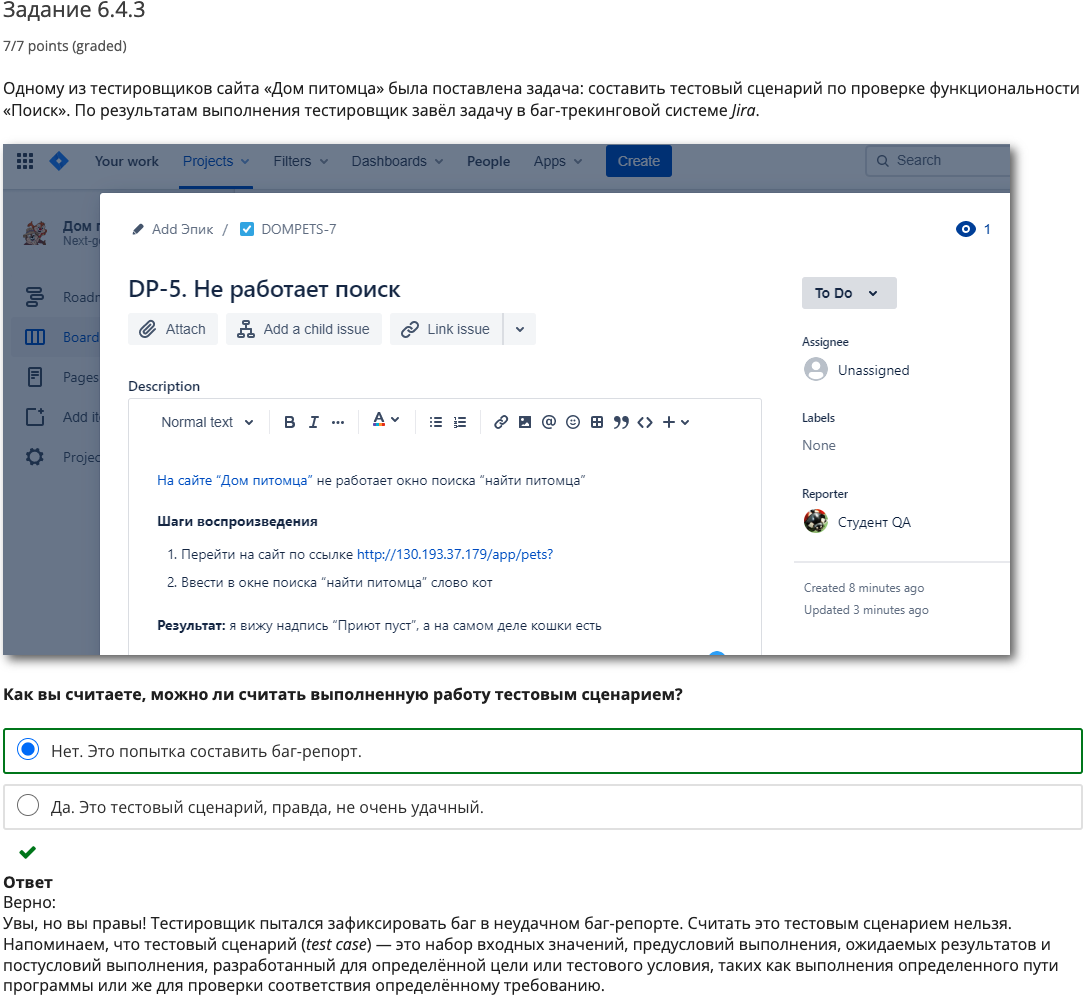 Задание 6.4.3
7/7 points (graded)
Одному из тестировщиков сайта «Дом питомца» была поставлена задача: составить тестовый сценарий по проверке функциональности
«Поиск». По результатам выполнения тестировщик завёл задачу в баг-трекинговой системе Jira.
Your work Projects Filters Dashboards People Apps Create Search
Дом
Next-g
Add Эпик / DOMPETS-7 1
DP-5. Не работает поиск
To Do
Roadr
Attach Add a child issue Link issue
Board
Assignee
Unassigned
Pages
Description
Add it
Labels
Normal text B I ... A
None
Projec
На сайте “Дом питомца” не работает окно поиска “найти питомца”
Reporter
Студент QA
Шаги воспроизведения
1. Перейти на сайт по ссылке http://130.193.37.179/app/pets?
2. Ввести в окне поиска “найти питомца” слово кот
Created 8 minutes ago
Updated 3 minutes ago
Результат: я вижу надпись “Приют пуст”, а на самом деле кошки есть
Как вы считаете, можно ли считать выполненную работу тестовым сценарием?
Нет. Это попытка составить баг-репорт.
Да. Это тестовый сценарий, правда, не очень удачный.
Ответ
Верно:
Увы, но вы правы! Тестировщик пытался зафиксировать баг в неудачном баг-репорте. Считать это тестовым сценарием нельзя.
Напоминаем, что тестовый сценарий (test case) — это набор входных значений, предусловий выполнения, ожидаемых результатов и
постусловий выполнения, разработанный для определённой цели или тестового условия, таких как выполнения определенного пути
программы или же для проверки соответствия определённому требованию.